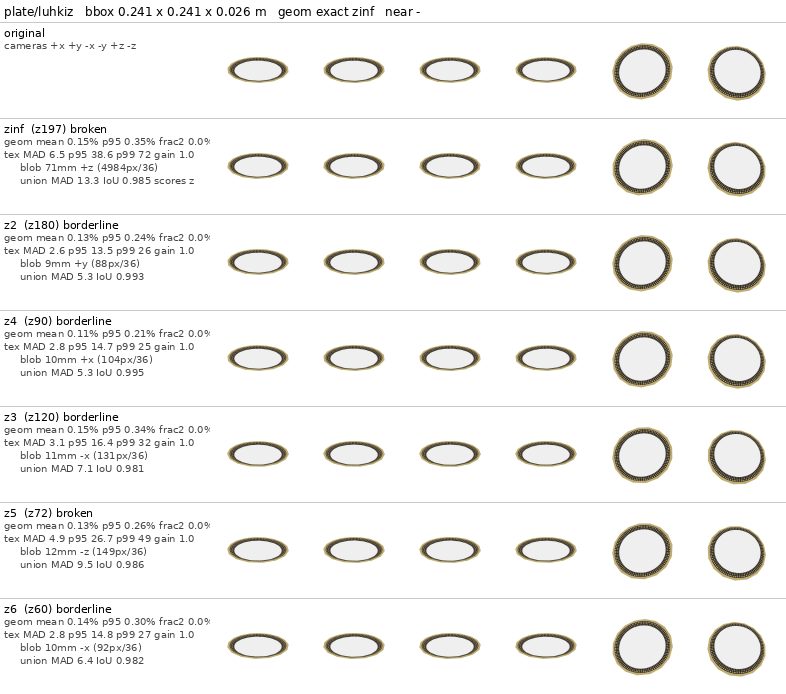 plate/luhkiz bbox 0.241 x 0.241 x 0.026 m geom exact zinf near -
original
cameras +x +y -x -y +z -z
zinf (z197) broken
geom mean 0.15% p95 0.35% frac2 0.0%
tex MAD 6.5 p95 38.6 p99 72 gain 1.0
blob 71mm +z (4984px/36)
union MAD 13.3 IoU 0.985 scores z
z2 (z180) borderline
geom mean 0.13% p95 0.24% frac2 0.0%
tex MAD 2.6 p95 13.5 p99 26 gain 1.0
blob 9mm +y (88px/36)
union MAD 5.3 IoU 0.993
z4 (z90) borderline
geom mean 0.11% p95 0.21% frac2 0.0%
tex MAD 2.8 p95 14.7 p99 25 gain 1.0
blob 10mm +x (104px/36)
union MAD 5.3 IoU 0.995
z3 (z120) borderline
geom mean 0.15% p95 0.34% frac2 0.0%
tex MAD 3.1 p95 16.4 p99 32 gain 1.0
blob 11mm -x (131px/36)
union MAD 7.1 IoU 0.981
z5 (z72) broken
geom mean 0.13% p95 0.26% frac2 0.0%
tex MAD 4.9 p95 26.7 p99 49 gain 1.0
blob 12mm -z (149px/36)
union MAD 9.5 IoU 0.986
z6 (z60) borderline
geom mean 0.14% p95 0.30% frac2 0.0%
tex MAD 2.8 p95 14.8 p99 27 gain 1.0
blob 10mm -x (92px/36)
union MAD 6.4 IoU 0.982